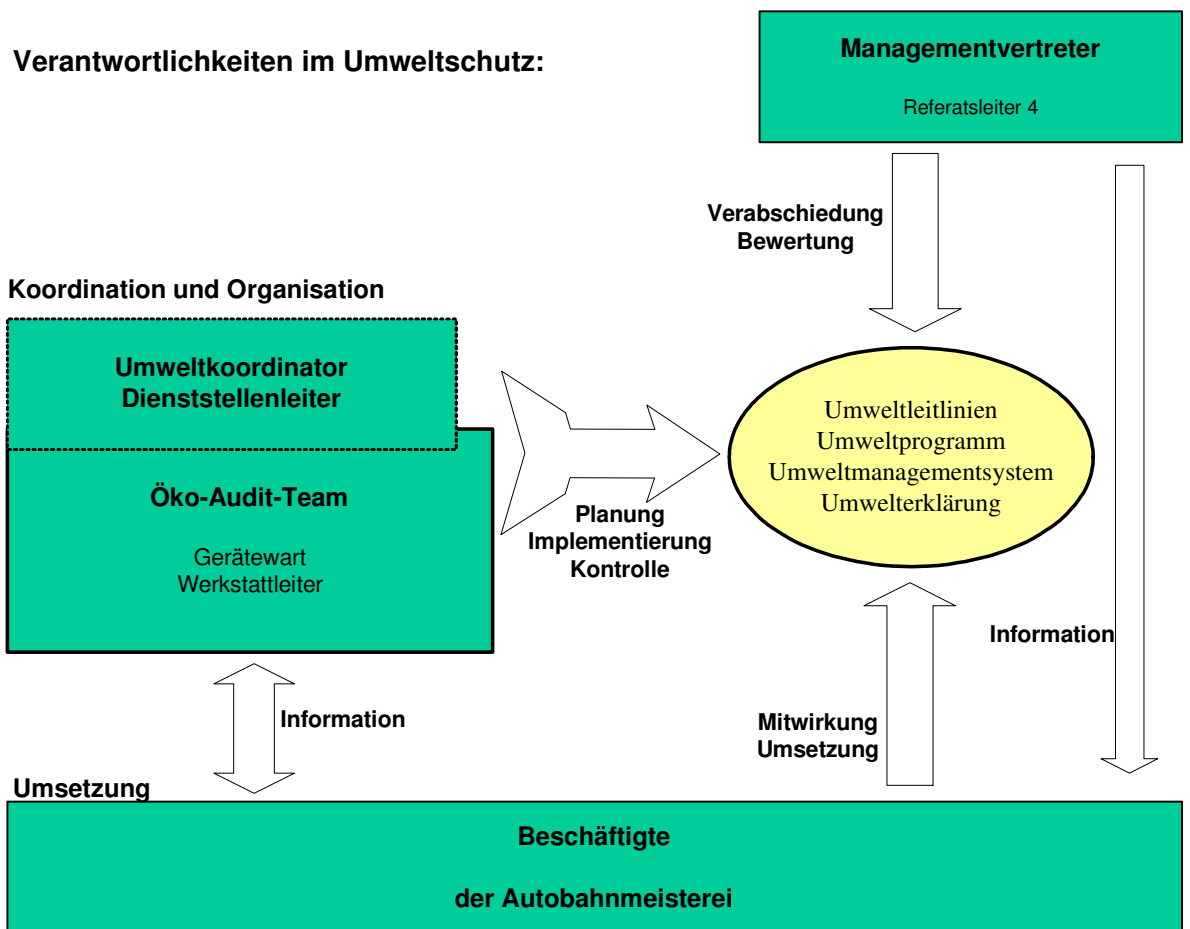 Verantwortlichkeiten im Umweltschutz:
Managementvertreter
Referatsleiter 4
Verabschiedung
Bewertung
Koordination und Organisation
Umweltkoordinator
Dienststellenleiter
Öko-Audit-Team
Gerätewart
Werkstattleiter
Planung
Implementierung
Kontrolle
Umweltleitlinien
Umweltprogramm
Umweltmanagementsystem
Umwelterklärung
Information
Information
Mitwirkung
Umsetzung
Umsetzung
Beschäftigte
der Autobahnmeisterei